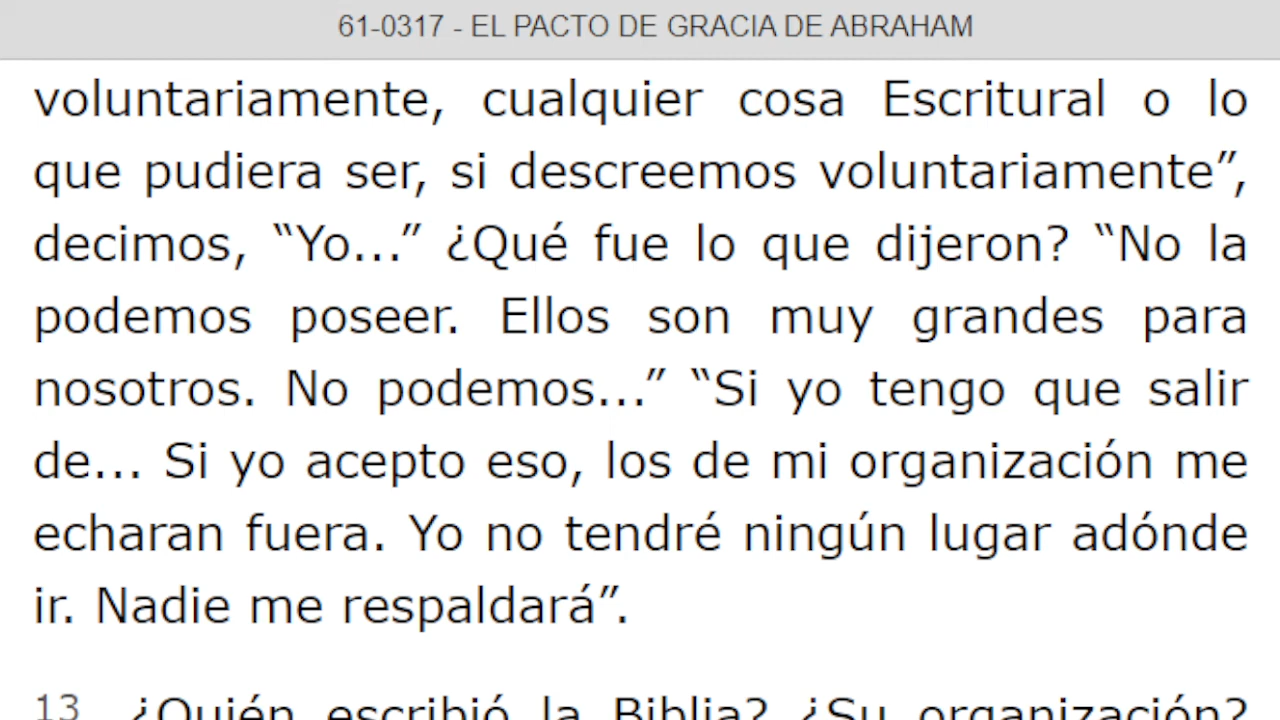 61-0317 - EL PACTO DE GRACIA DE ABRAHAM
voluntariamente, cualquier cosa Escritural o lo
que pudiera ser, si descreemos voluntariamente”,
decimos, “Yo...” ¿Qué fue lo que dijeron? “No la
podemos poseer. Ellos son muy grandes para
nosotros. No podemos...” “Si yo tengo que salir
de... Si yo acepto eso, los de mi organización me
echaran fuera. Yo no tendré ningún lugar adónde
ir. Nadie me respaldará”.
13 ¿Quién escribió la Biblia? ¿Su organización?